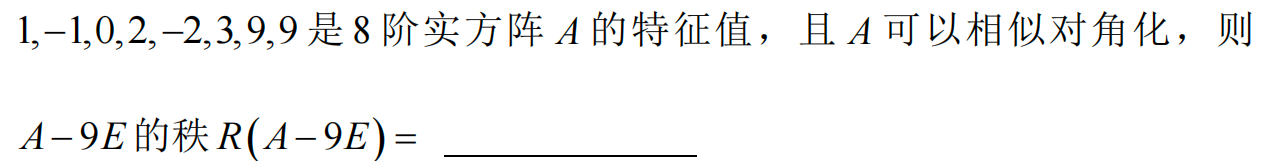 1,−1,0,2,−2,3,9,9 是 8 阶实方阵 A 的特征值，且 A 可以相似对角化，则
A−9E 的秩 R(A−9E)= ________